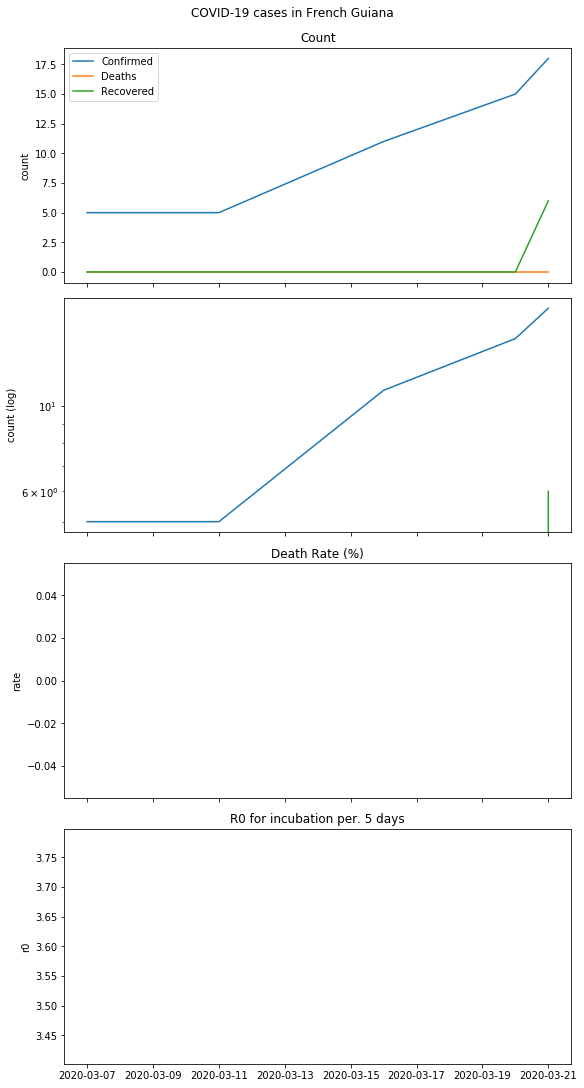 COVID-19 cases in French Guiana
Count
Confirmed
Deaths
Recovered
17.5
15.0
12.5
10.0
7.5
5.0
2.5
0.0
count
10¹
6 × 10⁰
count (log)
Death Rate (%)
0.04
0.02
0.00
−0.02
−0.04
rate
R0 for incubation per. 5 days
3.75
3.70
3.65
3.60
3.55
3.50
3.45
r0
2020-03-07 2020-03-09 2020-03-11 2020-03-13 2020-03-15 2020-03-17 2020-03-19 2020-03-21